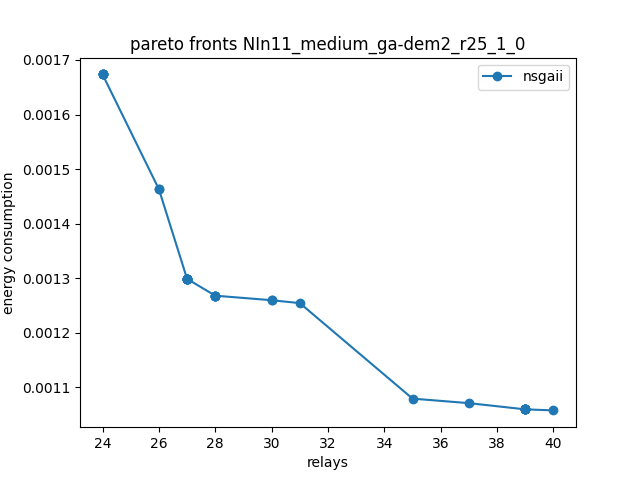 pareto fronts NIn11_medium_ga-dem2_r25_1_0
nsgaii
0.0017
0.0016
0.0015
0.0014
0.0013
0.0012
0.0011
energy consumption
24 26 28 30 32 34 36 38 40
relays